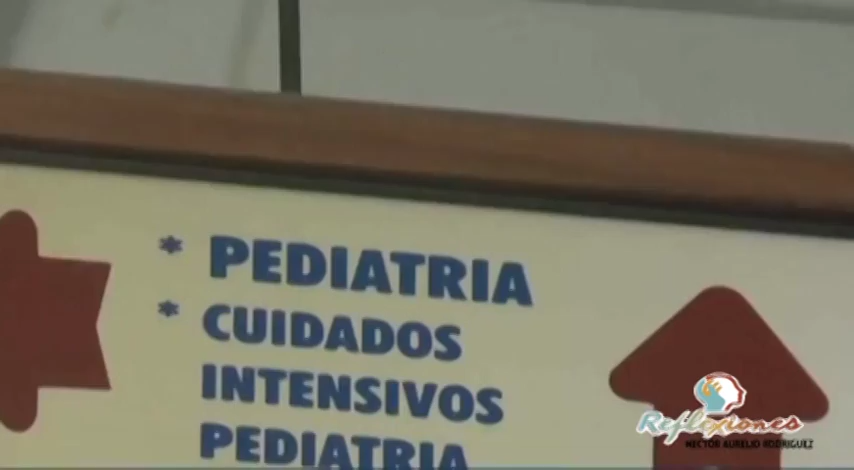 * PEDIATRIA
* CUIDADOS
INTENSIVOS
PEDIATRIA
Reflexiones
HECTOR AURELIO RODRIGUEZ